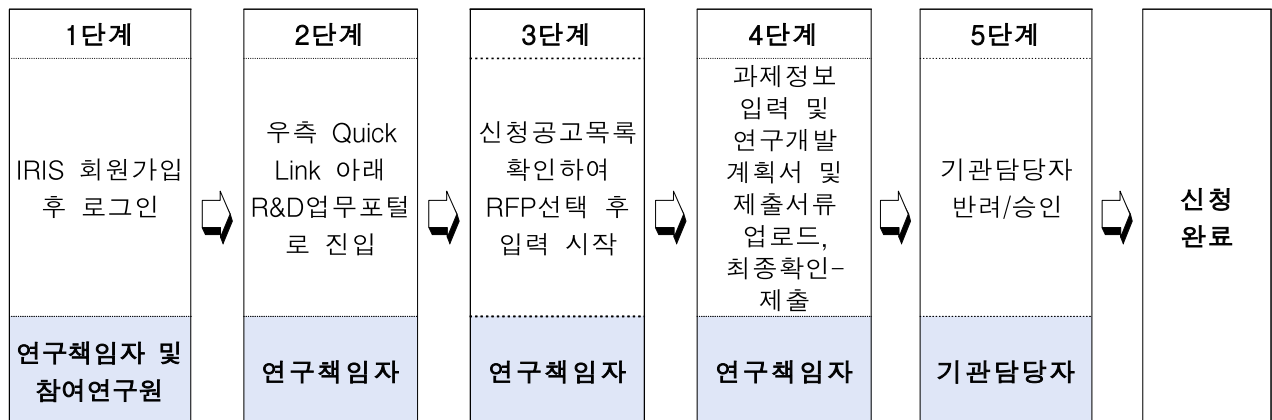 1단계
IRIS 회원가입
후 로그인
연구책임자 및
참여연구원
2단계
우측 Quick
Link 아래
R&D업무포털
로 진입
연구책임자
3단계
신청공고목록
확인하여
RFP선택 후
입력 시작
연구책임자
4단계
과제정보
입력 및
연구개발
계획서 및
제출서류
업로드,
최종확인-
제출
연구책임자
5단계
기관담당자
반려/승인
기관담당자
신청
완료